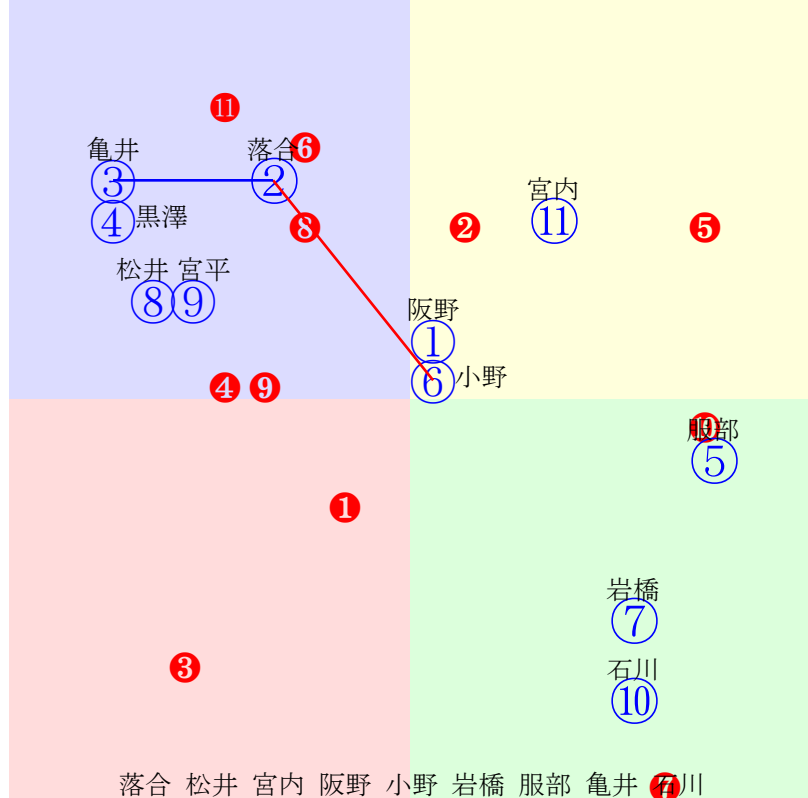 ⓫
亀井 落合 ❻
③ ②
④ 黒澤 宮内
❽ ❷ ⑪ ❺
松井 宮平
⑧ ⑨
阪野
①
⑥ 小野
❹ ❾
❿
服部
⑤
❶
岩橋
⑦
❸
石川
⑩
落合 松井 宮内 阪野 小野 岩橋 服部 亀井 石川
❼